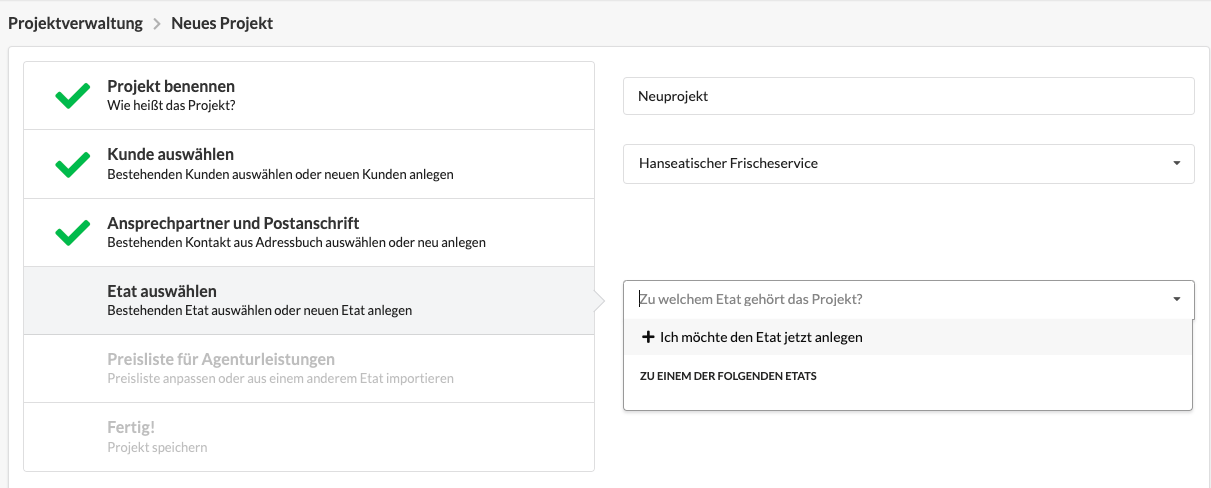 Projektverwaltung > Neues Projekt
Projekt benennen
Wie heißt das Projekt?
Neuprojekt
Kunde auswählen
Bestehenden Kunden auswählen oder neuen Kunden anlegen
Hanseatischer Frischeservice
Ansprechpartner und Postanschrift
Bestehenden Kontakt aus Adressbuch auswählen oder neu anlegen
Etat auswählen
Bestehenden Etat auswählen oder neuen Etat anlegen
Zu welchem Etat gehört das Projekt?
Ich möchte den Etat jetzt anlegen
ZU EINEM DER FOLGENDEN ETATS
Preisliste für Agenturleistungen
Preisliste anpassen oder aus einem anderem Etat importieren
Fertig!
Projekt speichern